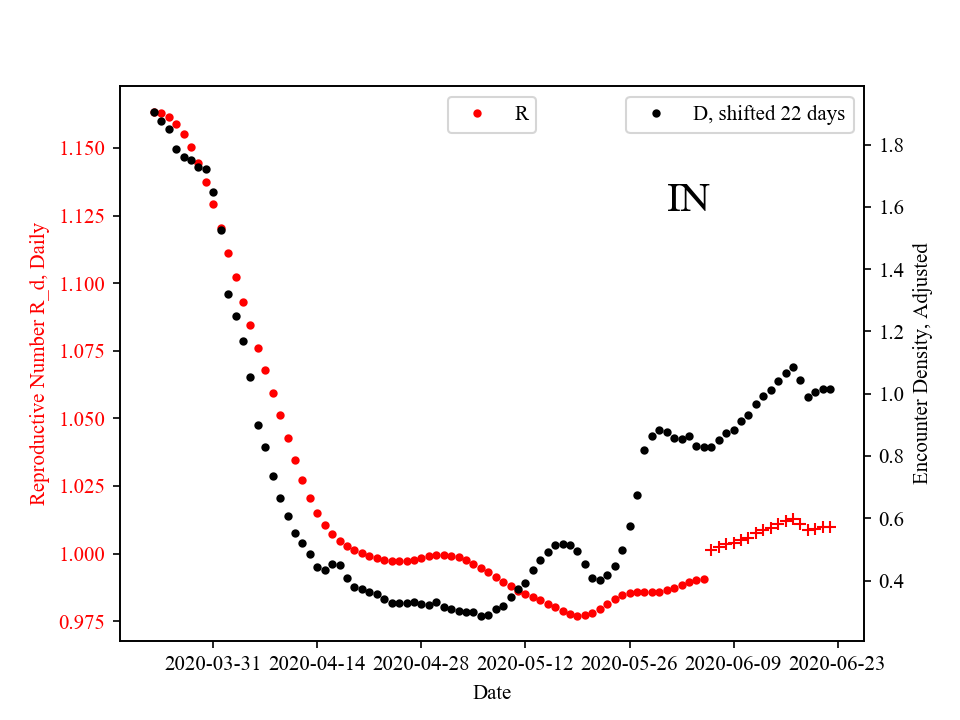 R
D, shifted 22 days
IN
Reproductive Number R_d, Daily
1.150
1.125
1.100
1.075
1.050
1.025
1.000
0.975
1.8
1.6
1.4
1.2
1.0
0.8
0.6
0.4
Encounter Density, Adjusted
2020-03-31 2020-04-14 2020-04-28 2020-05-12 2020-05-26 2020-06-09 2020-06-23
Date